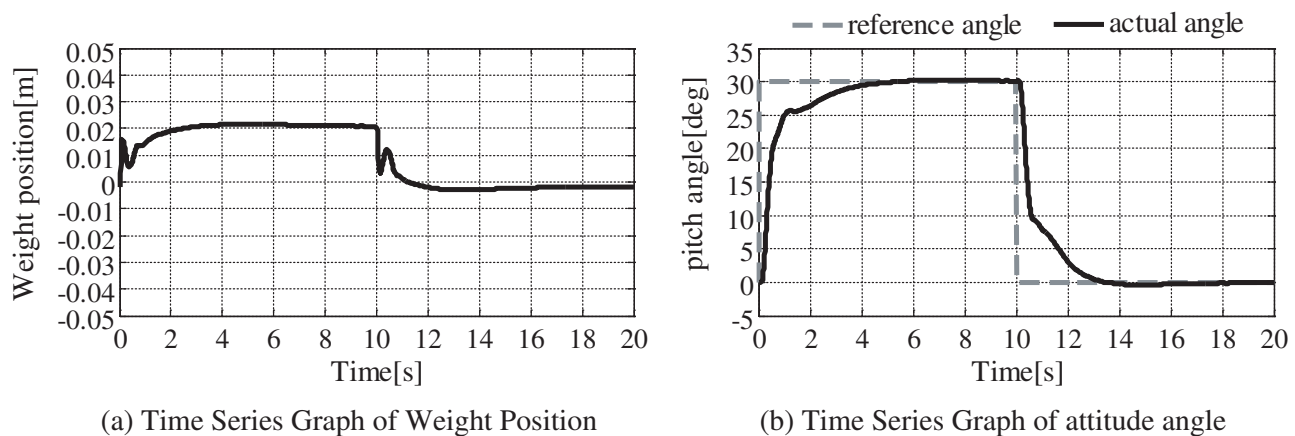 reference angle actual angle
Weight position[m]
0.05
0.04
0.03
0.02
0.01
0
-0.01
-0.02
-0.03
-0.04
-0.05
0 2 4 6 8 10 12 14 16 18 20
Time[s]
(a) Time Series Graph of Weight Position
pitch angle[deg]
35
30
25
20
15
10
5
0
-5
0 2 4 6 8 10 12 14 16 18 20
Time[s]
(b) Time Series Graph of attitude angle